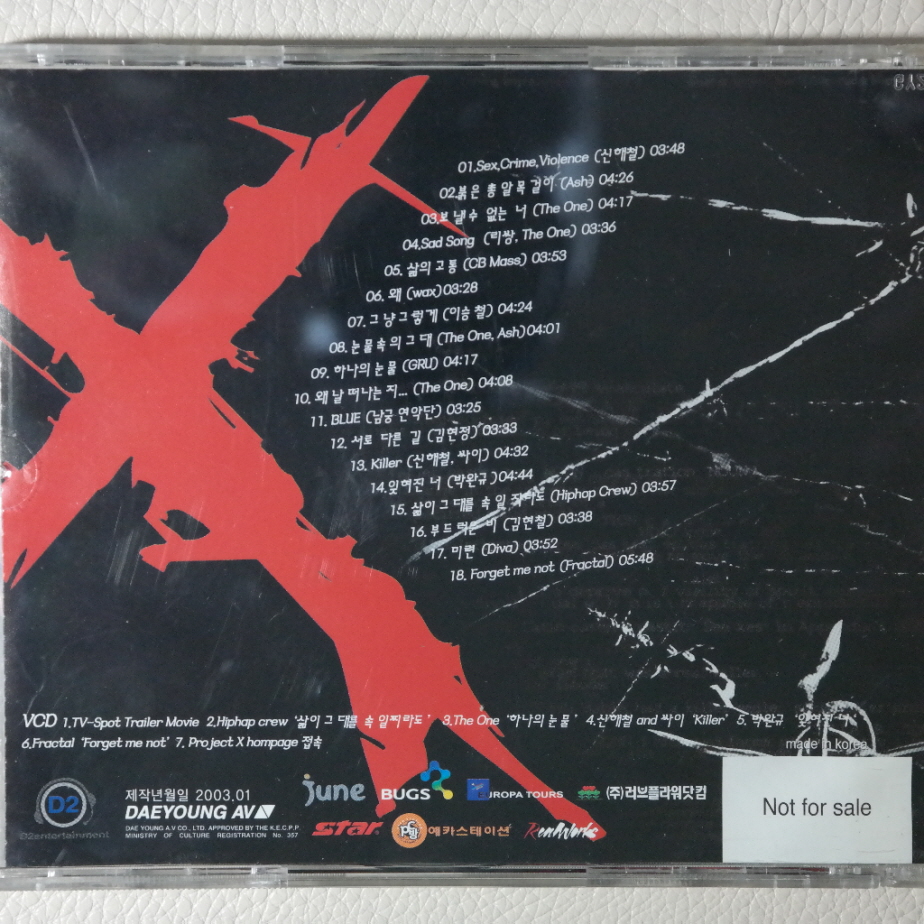 01,Sex,Crime,Violence (신해철) 03:48
02.붉은 총 알 목 걸이 (Ash) 04:26
03.보 낼수 없는 너 (The One) 04:17
04,Sad Song (리쌍, The One) 03:36
05. 삶의 고 통 (CB Mass) 03:53
06. 왜 (wax)03:28
07. 그 냥 그 렇 게 (이 승 철) 04:24
08. 눈 물 속 의 그 대 (The One, Ash)04:01
09. 하나의 눈 물 (GRU) 04:17
10. 왜 날 떠나는 지... (The One) 04:08
11. BLUE (남궁 연악단) 03:25
12. 서로 다른 길 (김현정) 03:33
13. Killer (신해철, 싸이) 04:32
14.잊혀진 너 (박완규 )04:44
15. 삶이 그 대를 속 일 지라도 (Hiphap Crew) 03:57
16. 부 드 러운 비 (김현철) 03:38
17. 미련 (Diva) 03:52
18. Forget me not (Fractal) 05:48
VCD 1.TV-Spot Trailer Movie 2.Hiphap crew ‘삶이 그 대를 속 일찌라도 ’ 3.The One ‘하나의 눈 물 ’ 4.신해철 and 싸이 ‘Killer’ 5. 박완규 ‘잊혀진 너
6.Fractal ‘Forget me not’ 7. Project X hompage 접속
made in korea
D2
D2entertainment
제작년월일 2003.01
DAEYOUNG AV
DAE YOUNG A.V CO., LTD. APPROVED BY THE K.E.C.P.P
MINISTRY OF CULTURE REGISTRATION No. 357
june BUGS EUROPA TOURS (주)러브플라워닷컴
star 애카스테이션 RenWorks
Not for sale